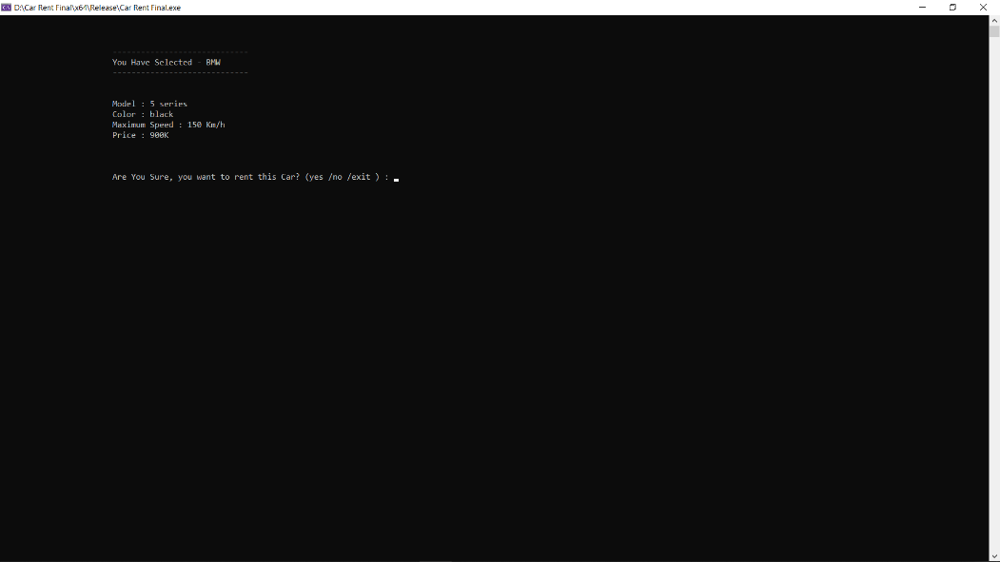 D:\Car Rent Final\x64\Release\Car Rent Final.exe
-----------------------------
You Have Selected - BMW
-----------------------------
Model : 5 series
Color : black
Maximum Speed : 150 Km/h
Price : 900K
Are You Sure, you want to rent this Car? (yes /no /exit ) :